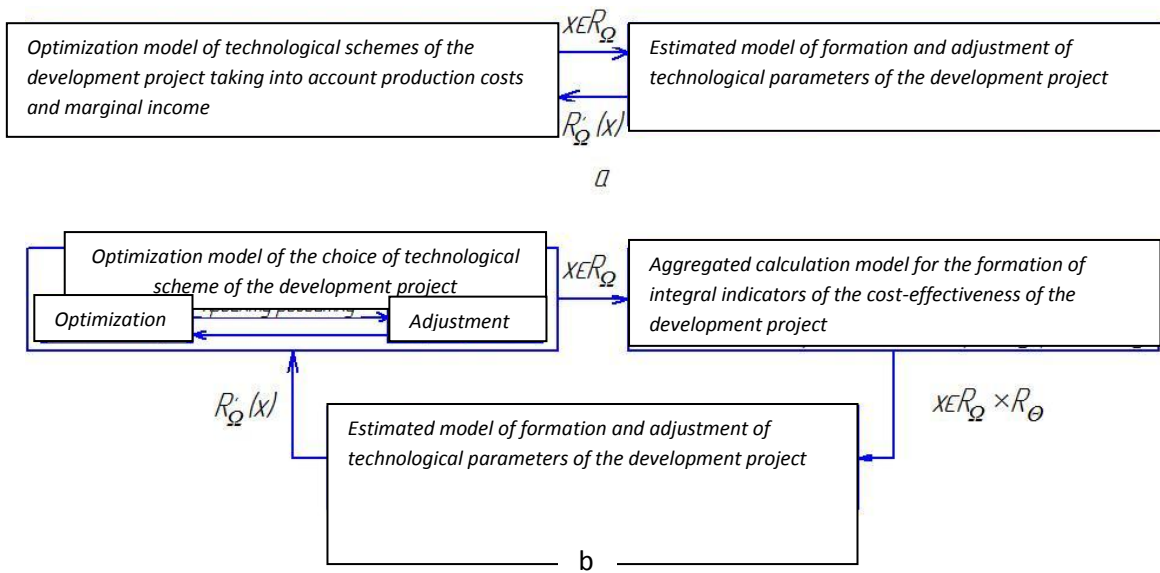 Optimization model of technological schemes of the
development project taking into account production costs
and marginal income
xϵR_Ω
R'_Ω(x)
Estimated model of formation and adjustment of
technological parameters of the development project
a
Optimization model of the choice of technological
scheme of the development project
Optimization
Adjustment
xϵR_Ω
Aggregated calculation model for the formation of
integral indicators of the cost-effectiveness of the
development project
R'_Ω(x)
xϵR_Ω×R_Θ
Estimated model of formation and adjustment of
technological parameters of the development project
b